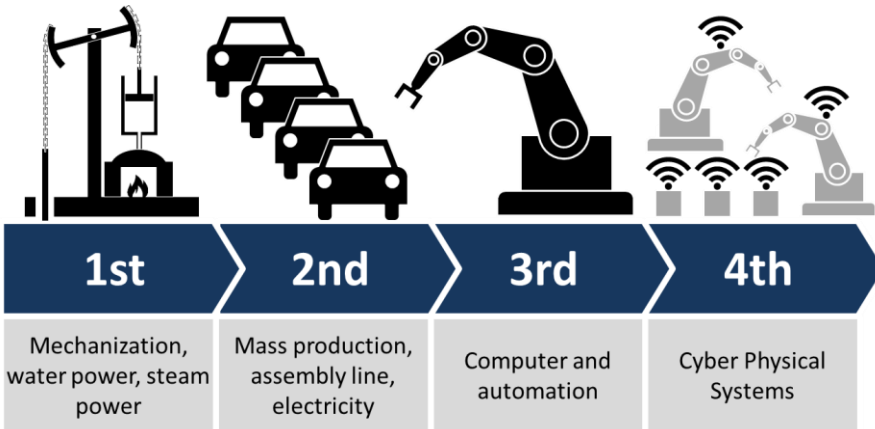 1st
2nd
3rd
4th
Mechanization,
water power, steam
power
Mass production,
assembly line,
electricity
Computer and
automation
Cyber Physical
Systems